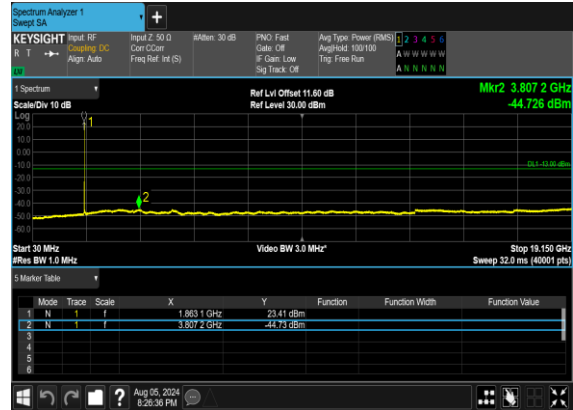 Spectrum Analyzer 1
Swept SA
+
KEYSIGHT Input: RF Input Z: 50 Ω #Atten: 30 dB PNO: Fast Avg Type: Power (RMS) 1 2 3 4 5 6
R T Coupling: DC Corr CCorr Gate: Off Avg|Hold: 100/100 A W W W W W
Align: Auto Freq Ref: Int (S) IF Gain: Low Trig: Free Run
LM Sig Track: Off A N N N N N
1 Spectrum Ref Lvl Offset 11.60 dB Mkr2 3.807 2 GHz
Scale/Div 10 dB Ref Level 30.00 dBm -44.726 dBm
Log
1
20.0
10.0
0.00
-10.0
DL1 -13.00 dBm
-20.0
-30.0
-40.0
2
-50.0
-60.0
Start 30 MHz Video BW 3.0 MHz* Stop 19.150 GHz
#Res BW 1.0 MHz Sweep 32.0 ms (40001 pts)
5 Marker Table
Mode Trace Scale X Y Function Function Width Function Value
1 N 1 f 1.863 1 GHz 23.41 dBm
2 N 1 f 3.807 2 GHz -44.73 dBm
3
4
5
6
? Aug 05, 2024
8:26:36 PM